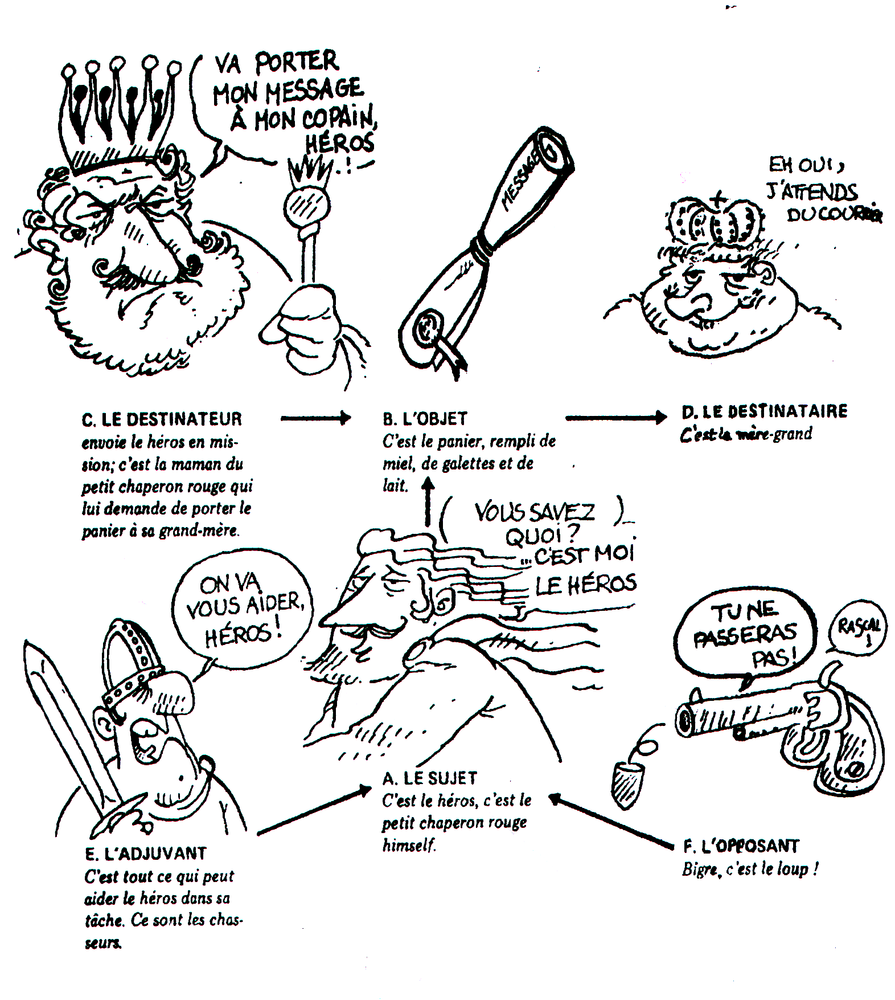 VA PORTER
MON MESSAGE
À MON COPAIN,
HÉROS
!
MESSAGE
EH OUI,
J'ATTENDS
DU COURRIER
C. LE DESTINATEUR
envoie le héros en mis-
sion; c'est la maman du
petit chaperon rouge qui
lui demande de porter le
panier à sa grand-mère.
B. L'OBJET
C'est le panier, rempli de
miel, de galettes et de
lait.
D. LE DESTINATAIRE
C'est la mère-grand
VOUS SAVEZ
QUOI ?
...C'EST MOI
LE HÉROS
ON VA
VOUS AIDER,
HÉROS!
TU NE
PASSERAS
PAS!
RASCAL
!
A. LE SUJET
C'est le héros, c'est le
petit chaperon rouge
himself.
E. L'ADJUVANT
C'est tout ce qui peut
aider le héros dans sa
tâche. Ce sont les chas-
seurs.
F. L'OPPOSANT
Bigre, c'est le loup !